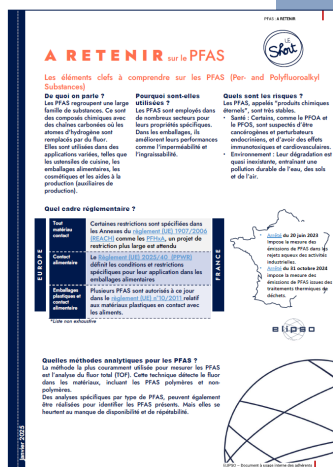 PFAS - A RETENIR
LE
Short
A RETENIR sur le PFAS
Les éléments clefs à comprendre sur les PFAS (Per- and Polyfluoroalkyl
Substances)
De quoi on parle ?
Les PFAS regroupent une large
famille de substances. Ce sont
des composés chimiques avec
des chaînes carbonées où les
atomes d'hydrogène sont
remplacés par du fluor.
Elles sont utilisées dans des
applications variées, telles que
les ustensiles de cuisine, les
emballages alimentaires, les
cosmétiques et les aides à la
production (auxiliaires de
production).
Pourquoi sont-elles
utilisées ?
Les PFAS sont employés dans
de nombreux secteurs pour
leurs propriétés spécifiques.
Dans les emballages, ils
améliorent leurs performances
comme l'imperméabilité et
l'ingraissabilité.
Quels sont les risques ?
Les PFAS, appelés "produits chimiques
éternels", sont très stables.
• Santé : Certains, comme le PFOA et
le PFOS, sont suspectés d'être
cancérogènes et perturbateurs
endocriniens, et d'avoir des effets
immunotoxiques et cardiovasculaires.
• Environnement : Leur dégradation est
quasi inexistante, entraînant une
pollution durable de l'eau, des sols
et de l'air.
Quel cadre réglementaire ?
EUROPE
Tout
matériau
contact
Certaines restrictions sont spécifiées dans
les Annexes du règlement (UE) 1907/2006
(REACH) comme les PFHxA, un projet de
restriction plus large est attendu
Contact
alimentaire
Le Règlement (UE) 2025/40 (PPWR)
définit les conditions et restrictions
spécifiques pour leur application dans les
emballages alimentaires
Emballages
plastiques et
contact
alimentaire
Plusieurs PFAS sont autorisés à ce jour
dans le règlement (UE) n°10/2011 relatif
aux matériaux plastiques en contact avec
les aliments.
*Liste non exhaustive
FRANCE
• Arrêté du 20 juin 2023
impose la mesure des
émissions de PFAS dans les
rejets aqueux des activités
industrielles.
• Arrêté du 31 octobre 2024
impose la mesure des
émissions de PFAS issues des
traitements thermiques de
déchets.
elipso
Quelles méthodes analytiques pour les PFAS ?
La méthode la plus couramment utilisée pour mesurer les PFAS
est l'analyse du fluor total (TOF). Cette technique détecte le fluor
dans les matériaux, incluant les PFAS polymères et non-
polymères.
Des analyses spécifiques par type de PFAS, peuvent également
être réalisées pour identifier les PFAS présents. Mais elles se
heurtent au manque de disponibilité et de répétabilité.
janvier 2025
ELIPSO – Document à usage interne des adhérents